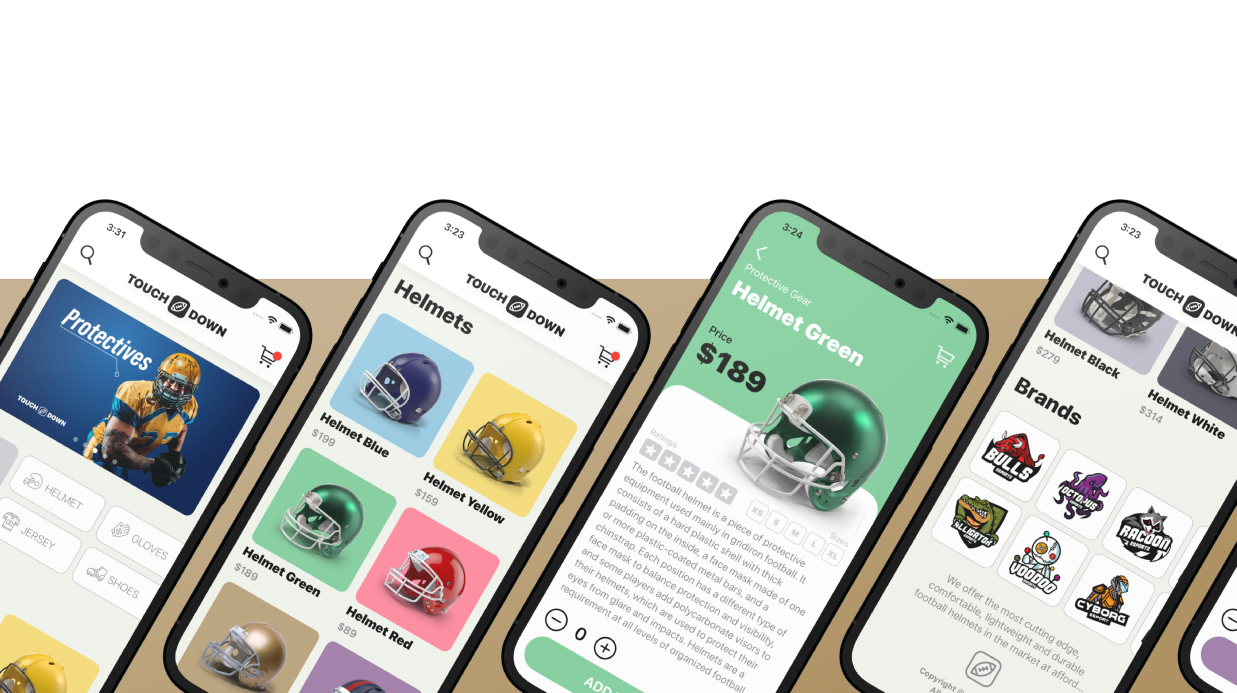 3:31
TOUCH DOWN
Protectives
TOUCH DOWN
HELMET
GLOVES
JERSEY
SHOES
3:23
TOUCH DOWN
Helmets
Helmet Blue
$199
Helmet Yellow
$159
Helmet Green
$189
Helmet Red
$89
3:24
Protective Gear
Helmet Green
Price
$189
Ratings
Sizes
XS
S
M
L
XL
The football helmet is a piece of protective
equipment used mainly in gridiron football. It
consists of a hard plastic shell with thick
padding on the inside, a face mask made of one
or more plastic-coated metal bars, and a
chinstrap. Each position has a different type of
face mask to balance protection and visibility,
and some players add polycarbonate visors to
their helmets, which are used to protect their
eyes from glare and impacts. Helmets are a
requirement at all levels of organized football
0
3:23
TOUCH DOWN
Helmet Black
$279
Helmet White
$314
Brands
BULLS
ESPORTS
OCTOPUS
RACOON
ESPORTS
ALLIGATOR
VOODOO
CYBORG
ESPORT
We offer the most cutting edge,
comfortable, lightweight and durable
football helmets in the market at afford...
Copyright ©